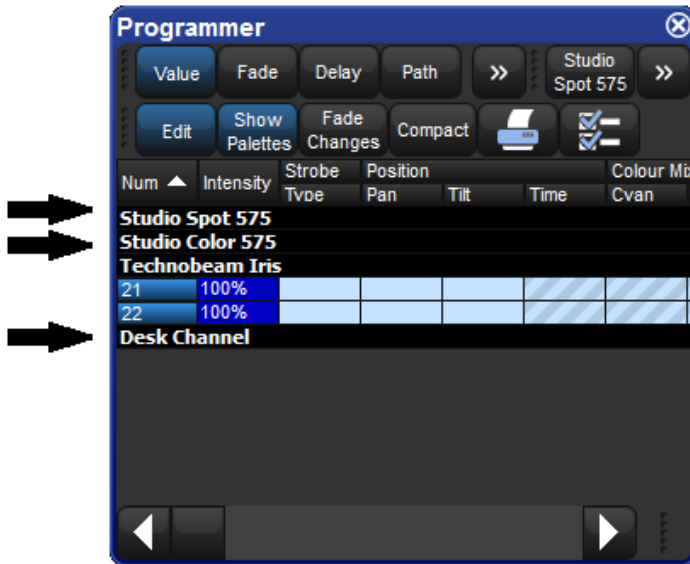 Programmer
Value Fade Delay Path » Studio Spot 575 »
Edit Show Palettes Fade Changes Compact
Num Intensity Strobe Position Colour Mix
Type Pan Tilt Time Cyan
Studio Spot 575
Studio Color 575
Technobeam Iris
21 100%
22 100%
Desk Channel